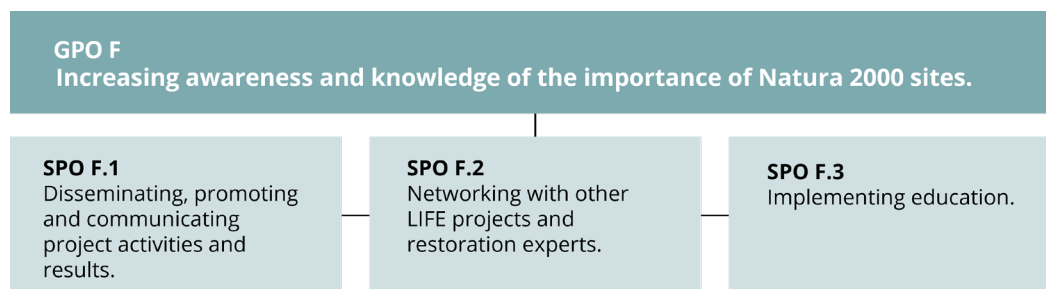 GPO F
Increasing awareness and knowledge of the importance of Natura 2000 sites.
SPO F.1
Disseminating, promoting
and communicating
project activities and
results.
SPO F.2
Networking with other
LIFE projects and
restoration experts.
SPO F.3
Implementing education.